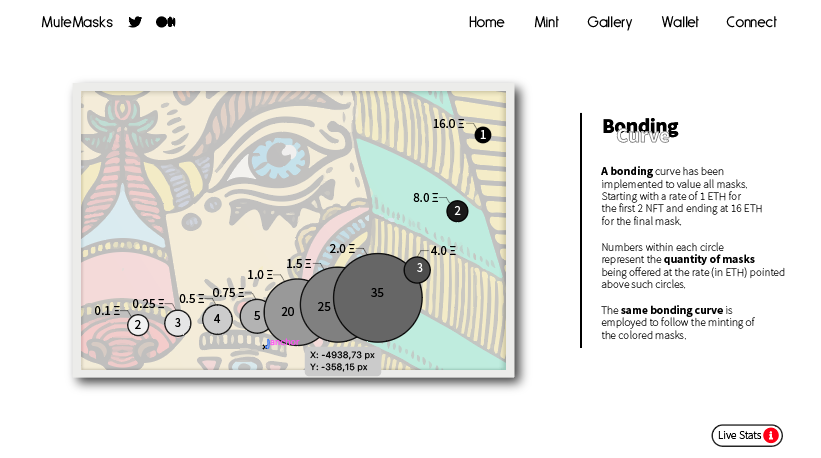 MuteMasks
Home Mint Gallery Wallet Connect
16.0 Ξ 1
8.0 Ξ 2
4.0 Ξ 3
2.0 Ξ 35
1.5 Ξ 25
1.0 Ξ 20
0.75 Ξ 5
0.5 Ξ 4
0.25 Ξ 3
0.1 Ξ 2
X: -4938,73 px
Y: -358,15 px
Bonding
Curve
A bonding curve has been
implemented to value all masks.
Starting with a rate of 1 ETH for
the first 2 NFT and ending at 16 ETH
for the final mask.
Numbers within each circle
represent the quantity of masks
being offered at the rate (in ETH) pointed
above such circles.
The same bonding curve is
employed to follow the minting of
the colored masks.
Live Stats i